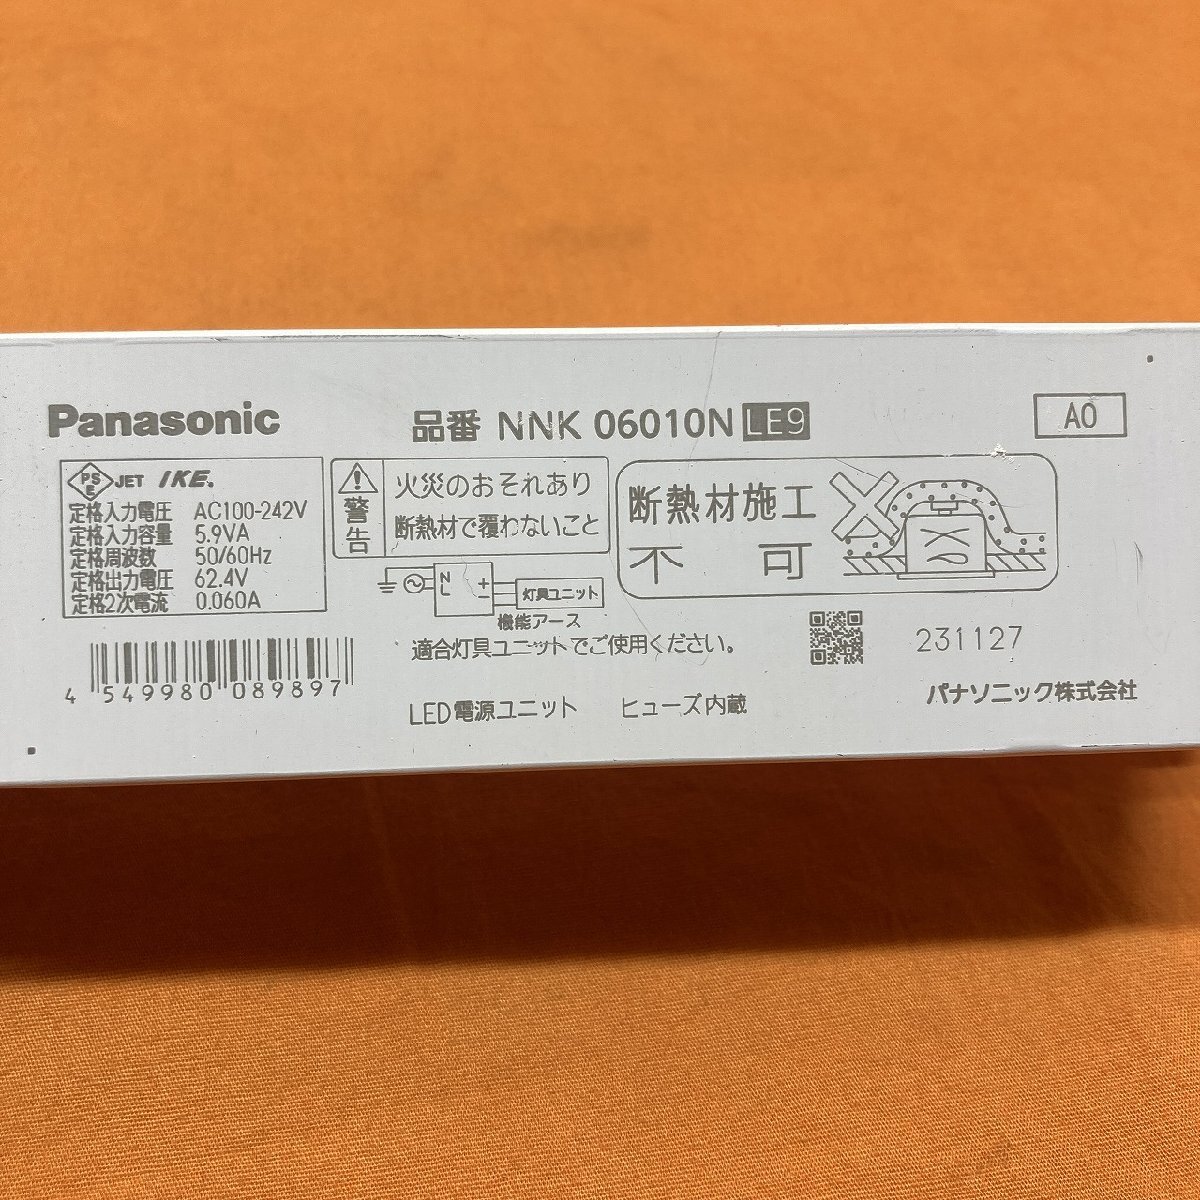 Panasonic
品番 NNK 06010N LE9
A0
PS E JET IKE.
定格入力電圧 AC100-242V
定格入力容量 5.9VA
定格周波数 50/60Hz
定格出力電圧 62.4V
定格2次電流 0.060A
警告
火災のおそれあり
断熱材で覆わないこと
断熱材施工
不可
N
L
+
−
灯具ユニット
機能アース
適合灯具ユニットでご使用ください。
4 549980 089897
231127
LED電源ユニット ヒューズ内蔵
パナソニック株式会社